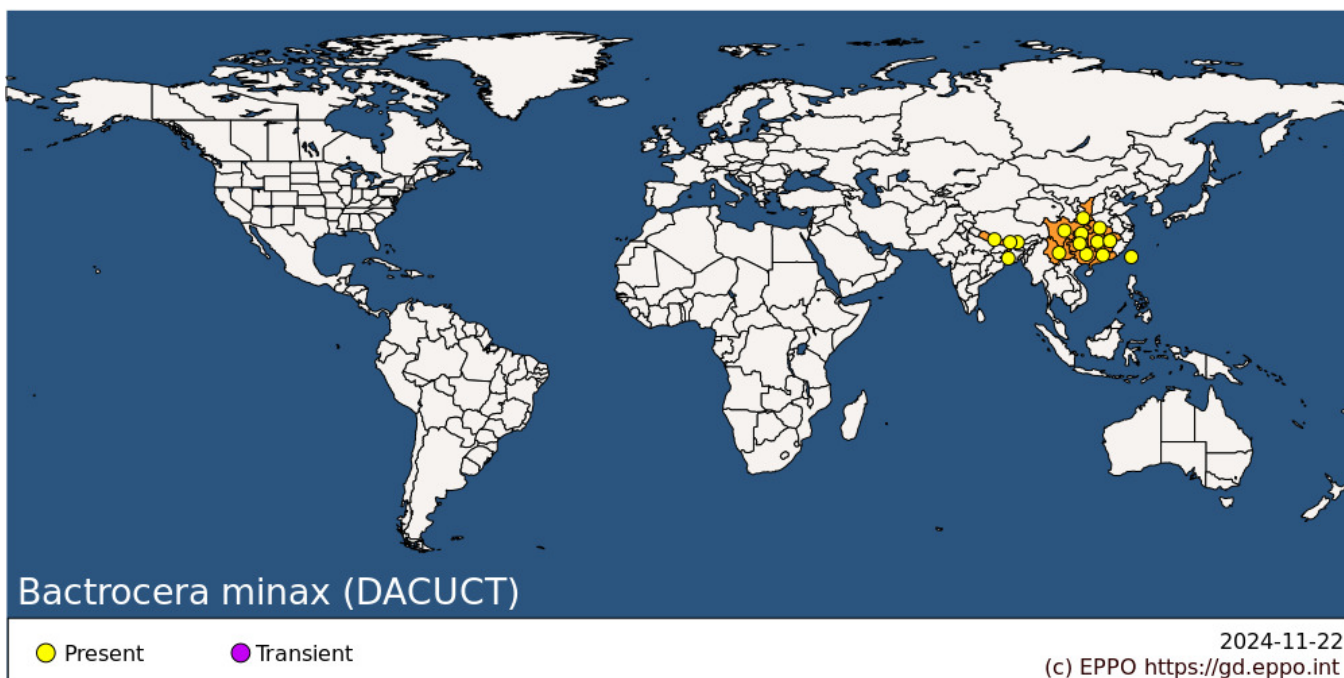 Bactrocera minax (DACUCT)
Present
Transient
2024-11-22
(c) EPPO https://gd.eppo.int